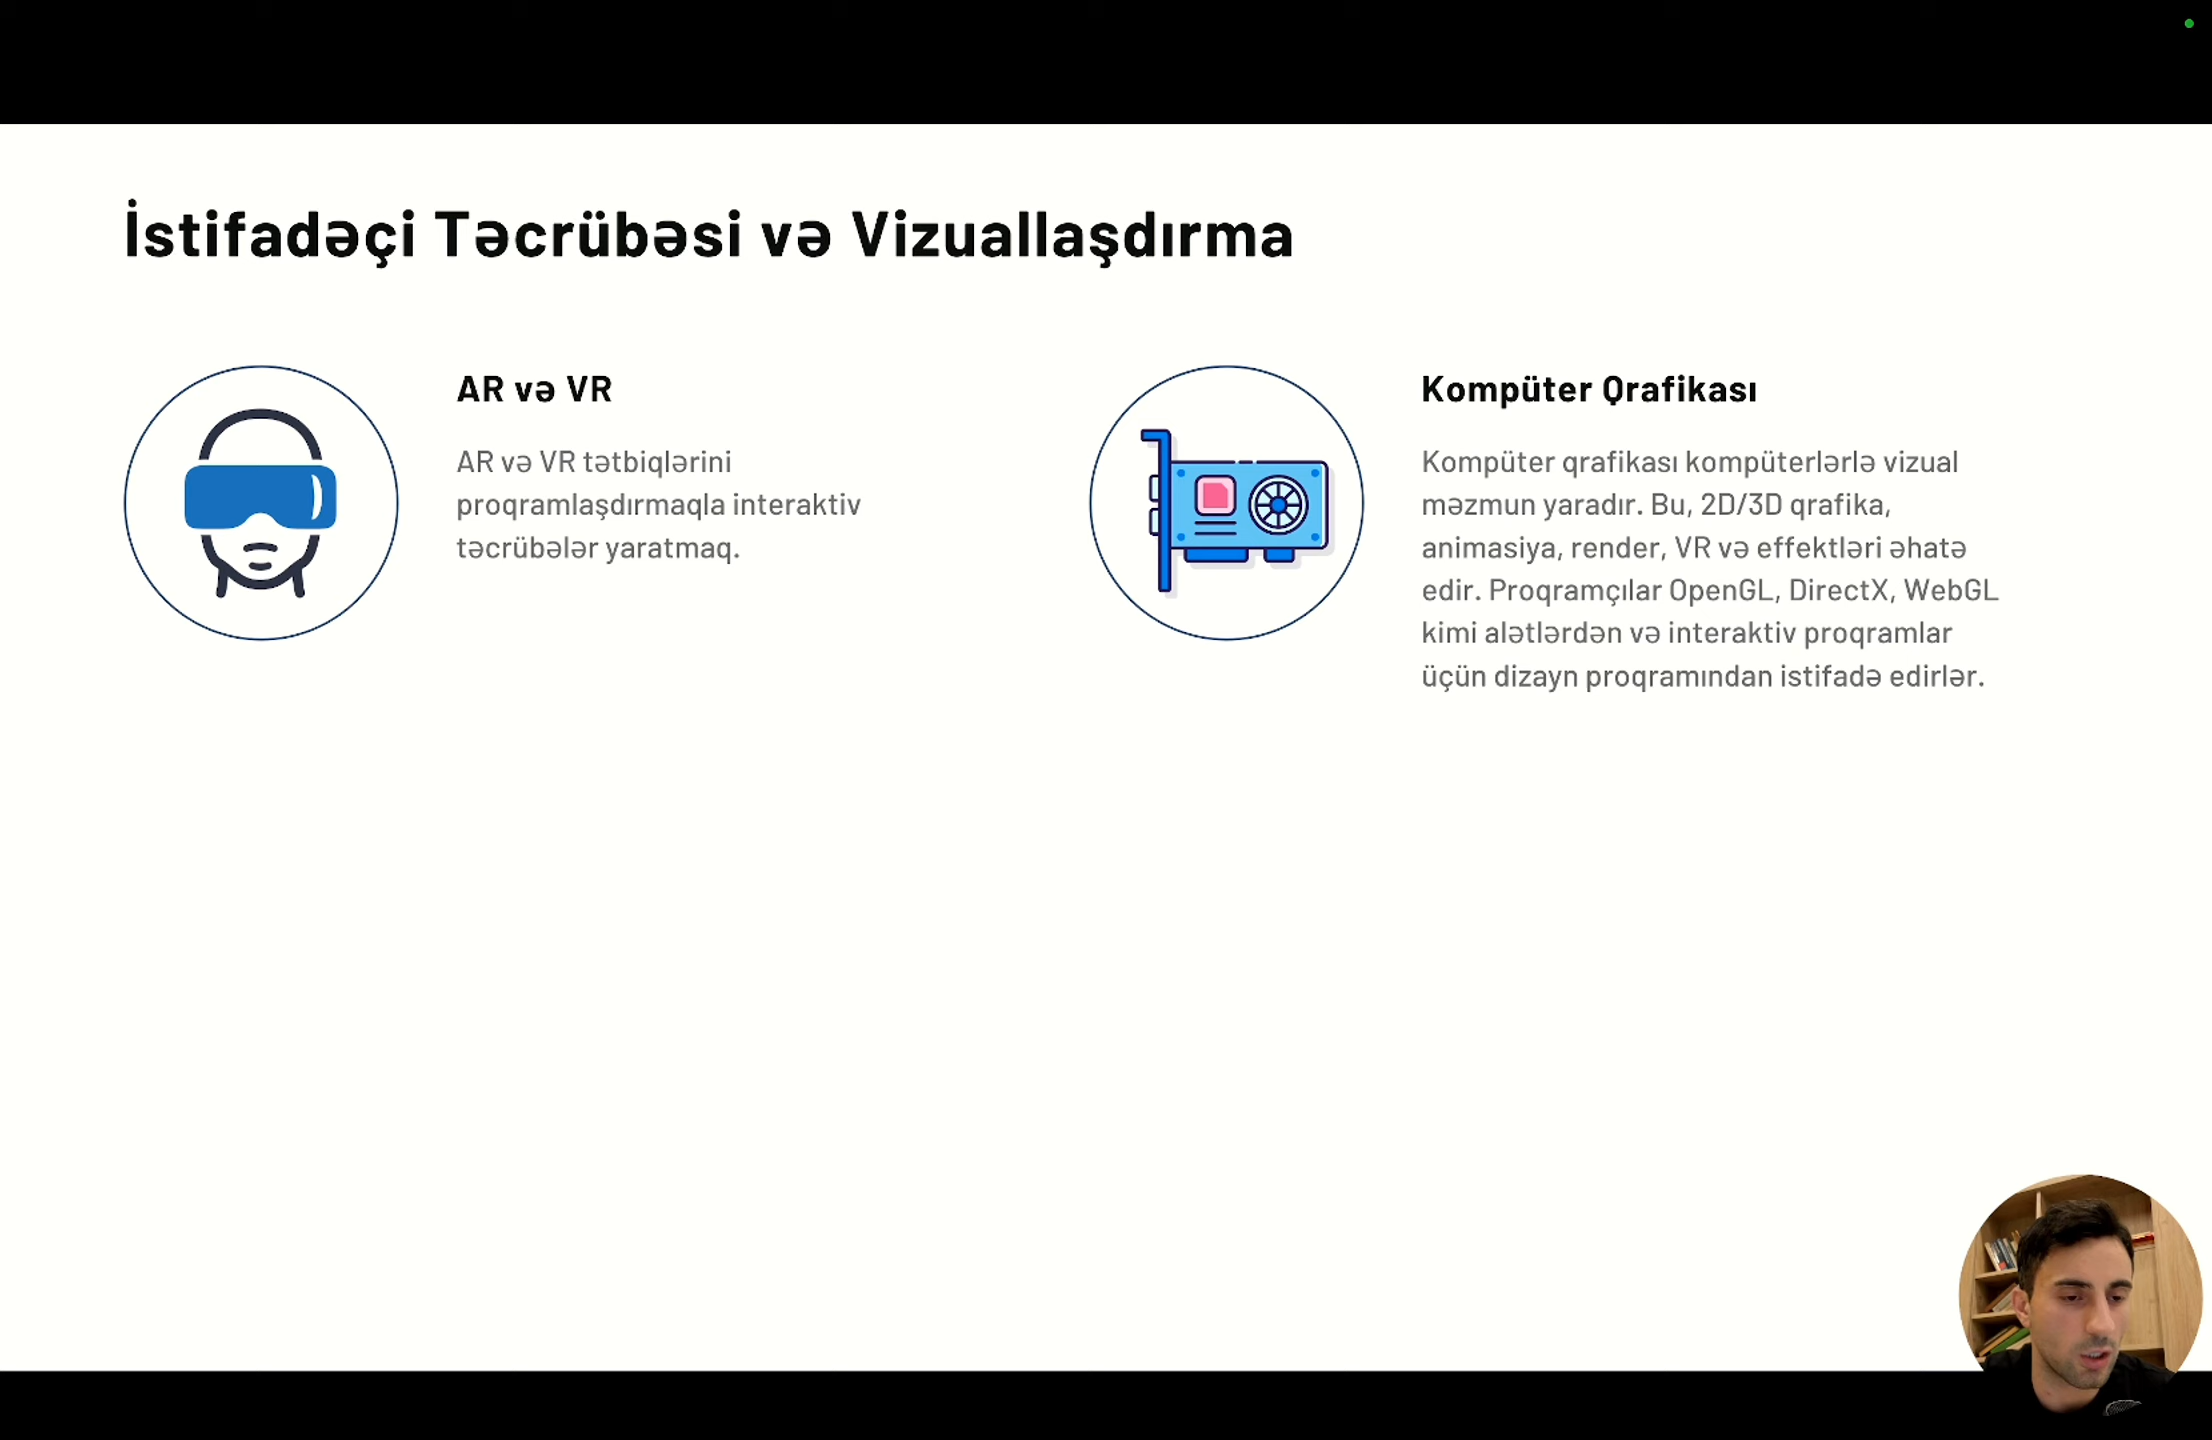 İstifadəçi Təcrübəsi və Vizuallaşdırma
AR və VR
AR və VR tətbiqlərini
proqramlaşdırmaqla interaktiv
təcrübələr yaratmaq.
Kompüter Qrafikası
Kompüter qrafikası kompüterlərlə vizual
məzmun yaradır. Bu, 2D/3D qrafika,
animasiya, render, VR və effektləri əhatə
edir. Proqramçılar OpenGL, DirectX, WebGL
kimi alətlərdən və interaktiv proqramlar
üçün dizayn proqramından istifadə edirlər.